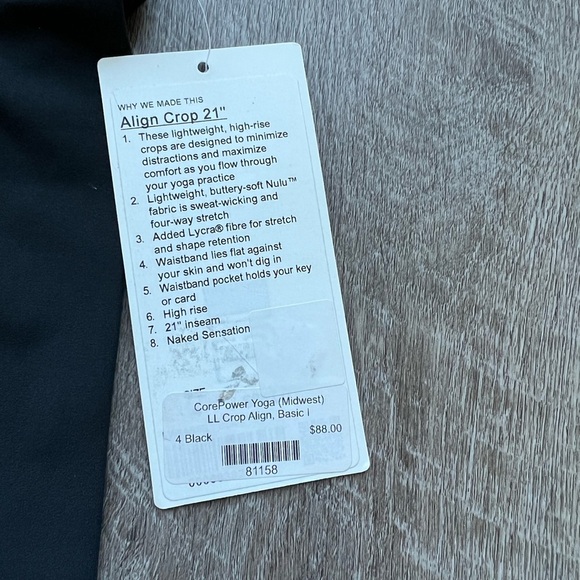 WHY WE MADE THIS
Align Crop 21"
1. These lightweight, high-rise
crops are designed to minimize
distractions and maximize
comfort as you flow through
your yoga practice
2. Lightweight, buttery-soft Nulu™
fabric is sweat-wicking and
four-way stretch
3. Added Lycra® fibre for stretch
and shape retention
4. Waistband lies flat against
your skin and won't dig in
5. Waistband pocket holds your key
or card
6. High rise
7. 21" inseam
8. Naked Sensation
CorePower Yoga (Midwest)
LL Crop Align, Basic i
4 Black $88.00
81158